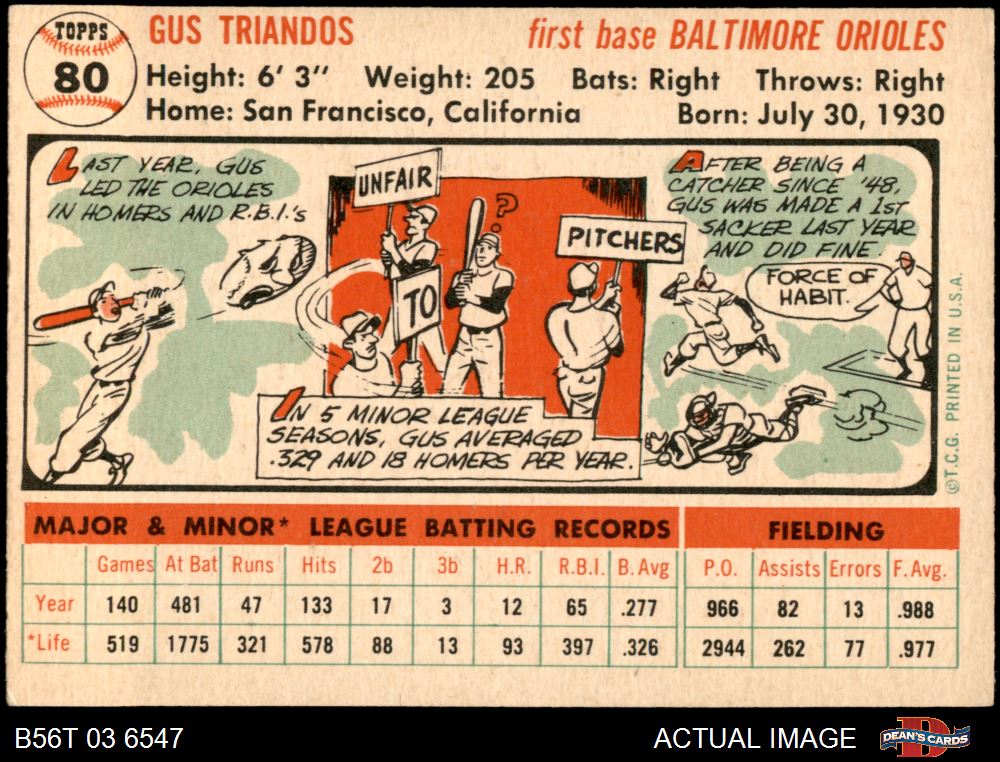 TOPPS
80
GUS TRIANDOS
first base BALTIMORE ORIOLES
Height: 6' 3" Weight: 205 Bats: Right Throws: Right
Home: San Francisco, California Born: July 30, 1930
LAST YEAR, GUS
LED THE ORIOLES
IN HOMERS AND R.B.I.'s
UNFAIR
TO
?
PITCHERS
IN 5 MINOR LEAGUE
SEASONS, GUS AVERAGED
.329 AND 18 HOMERS PER YEAR.
AFTER BEING A
CATCHER SINCE '48,
GUS WAS MADE A 1ST
SACKER LAST YEAR
AND DID FINE.
FORCE OF
HABIT.
©T.C.G. PRINTED IN U.S.A.
MAJOR & MINOR* LEAGUE BATTING RECORDS FIELDING
Games At Bat Runs Hits 2b 3b H.R. R.B.I. B. Avg P.O. Assists Errors F. Avg.
Year 140 481 47 133 17 3 12 65 .277 966 82 13 .988
*Life 519 1775 321 578 88 13 93 397 .326 2944 262 77 .977
B56T 03 6547
ACTUAL IMAGE
DEAN'S CARDS